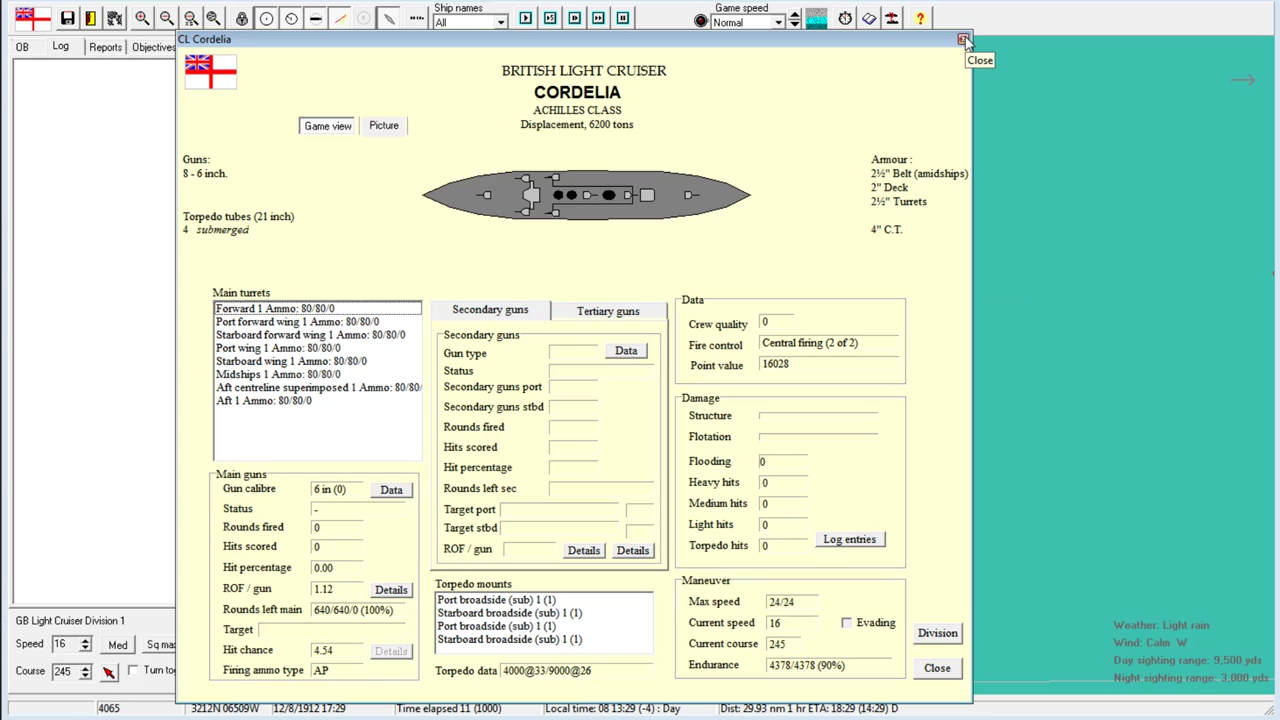 Ship names
All
Game speed
Normal
OB
Log
Reports
Objectives
CL Cordelia
Close
BRITISH LIGHT CRUISER
CORDELIA
ACHILLES CLASS
Displacement, 6200 tons
Game view
Picture
Guns:
8 - 6 inch.
Torpedo tubes (21 inch)
4 submerged
Armour :
2½" Belt (amidships)
2" Deck
2½" Turrets
4" C.T.
Main turrets
Forward 1 Ammo: 80/80/0
Port forward wing 1 Ammo: 80/80/0
Starboard forward wing 1 Ammo: 80/80/0
Port wing 1 Ammo: 80/80/0
Starboard wing 1 Ammo: 80/80/0
Midships 1 Ammo: 80/80/0
Aft centreline superimposed 1 Ammo: 80/80/
Aft 1 Ammo: 80/80/0
Main guns
Gun calibre 6 in (0) Data
Status -
Rounds fired 0
Hits scored 0
Hit percentage 0.00
ROF / gun 1.12 Details
Rounds left main 640/640/0 (100%)
Target
Hit chance 4.54 Details
Firing ammo type AP
Secondary guns
Tertiary guns
Secondary guns
Gun type Data
Status
Secondary guns port
Secondary guns stbd
Rounds fired
Hits scored
Hit percentage
Rounds left sec
Target port
Target stbd
ROF / gun Details Details
Torpedo mounts
Port broadside (sub) 1 (1)
Starboard broadside (sub) 1 (1)
Port broadside (sub) 1 (1)
Starboard broadside (sub) 1 (1)
Torpedo data 4000@33/9000@26
Data
Crew quality 0
Fire control Central firing (2 of 2)
Point value 16028
Damage
Structure
Flotation
Flooding 0
Heavy hits 0
Medium hits 0
Light hits 0
Torpedo hits 0
Log entries
Maneuver
Max speed 24/24
Current speed 16
Evading
Current course 245
Endurance 4378/4378 (90%)
Division
Close
GB Light Cruiser Division 1
Speed 16 Med Sq max
Course 245 Turn to
Weather: Light rain
Wind: Calm W
Day sighting range: 9,500 yds
Night sighting range: 3,000 yds
4065 3212N 06509W 12/8/1912 17:29 Time elapsed 11 (1000) Local time: 08 13:29 (-4) : Day Dist: 29.93 nm 1 hr ETA: 18:29 (14:29) D